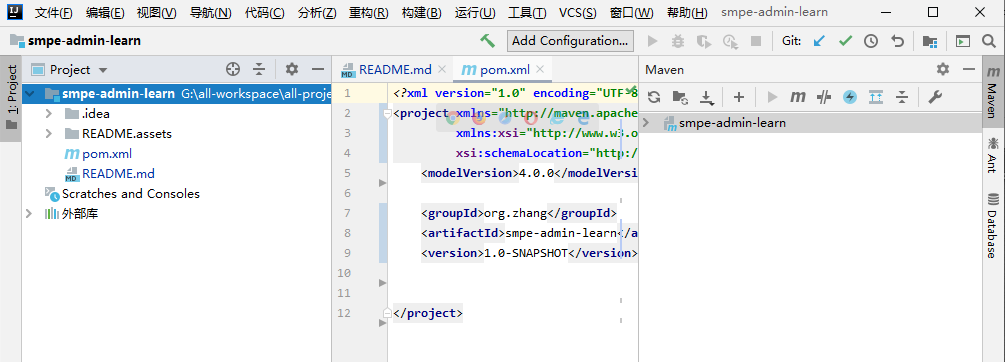 文件(F) 编辑(E) 视图(V) 导航(N) 代码(C) 分析(Z) 重构(R) 构建(B) 运行(U) 工具(T) VCS(S) 窗口(W) 帮助(H) smpe-admin-learn
smpe-admin-learn Add Configuration... Git:
1: Project
Project
smpe-admin-learn G:\all-workspace\all-proje
.idea
README.assets
pom.xml
README.md
Scratches and Consoles
外部库
README.md pom.xml
1 <?xml version="1.0" encoding="UTF-8
2 <project xmlns="http://maven.apache
3 xmlns:xsi="http://www.w3.o
4 xsi:schemaLocation="http:/
5 <modelVersion>4.0.0</modelVersi
6
7 <groupId>org.zhang</groupId>
8 <artifactId>smpe-admin-learn</a
9 <version>1.0-SNAPSHOT</version>
10
11
12 </project>
Maven
smpe-admin-learn
Maven
Ant
Database